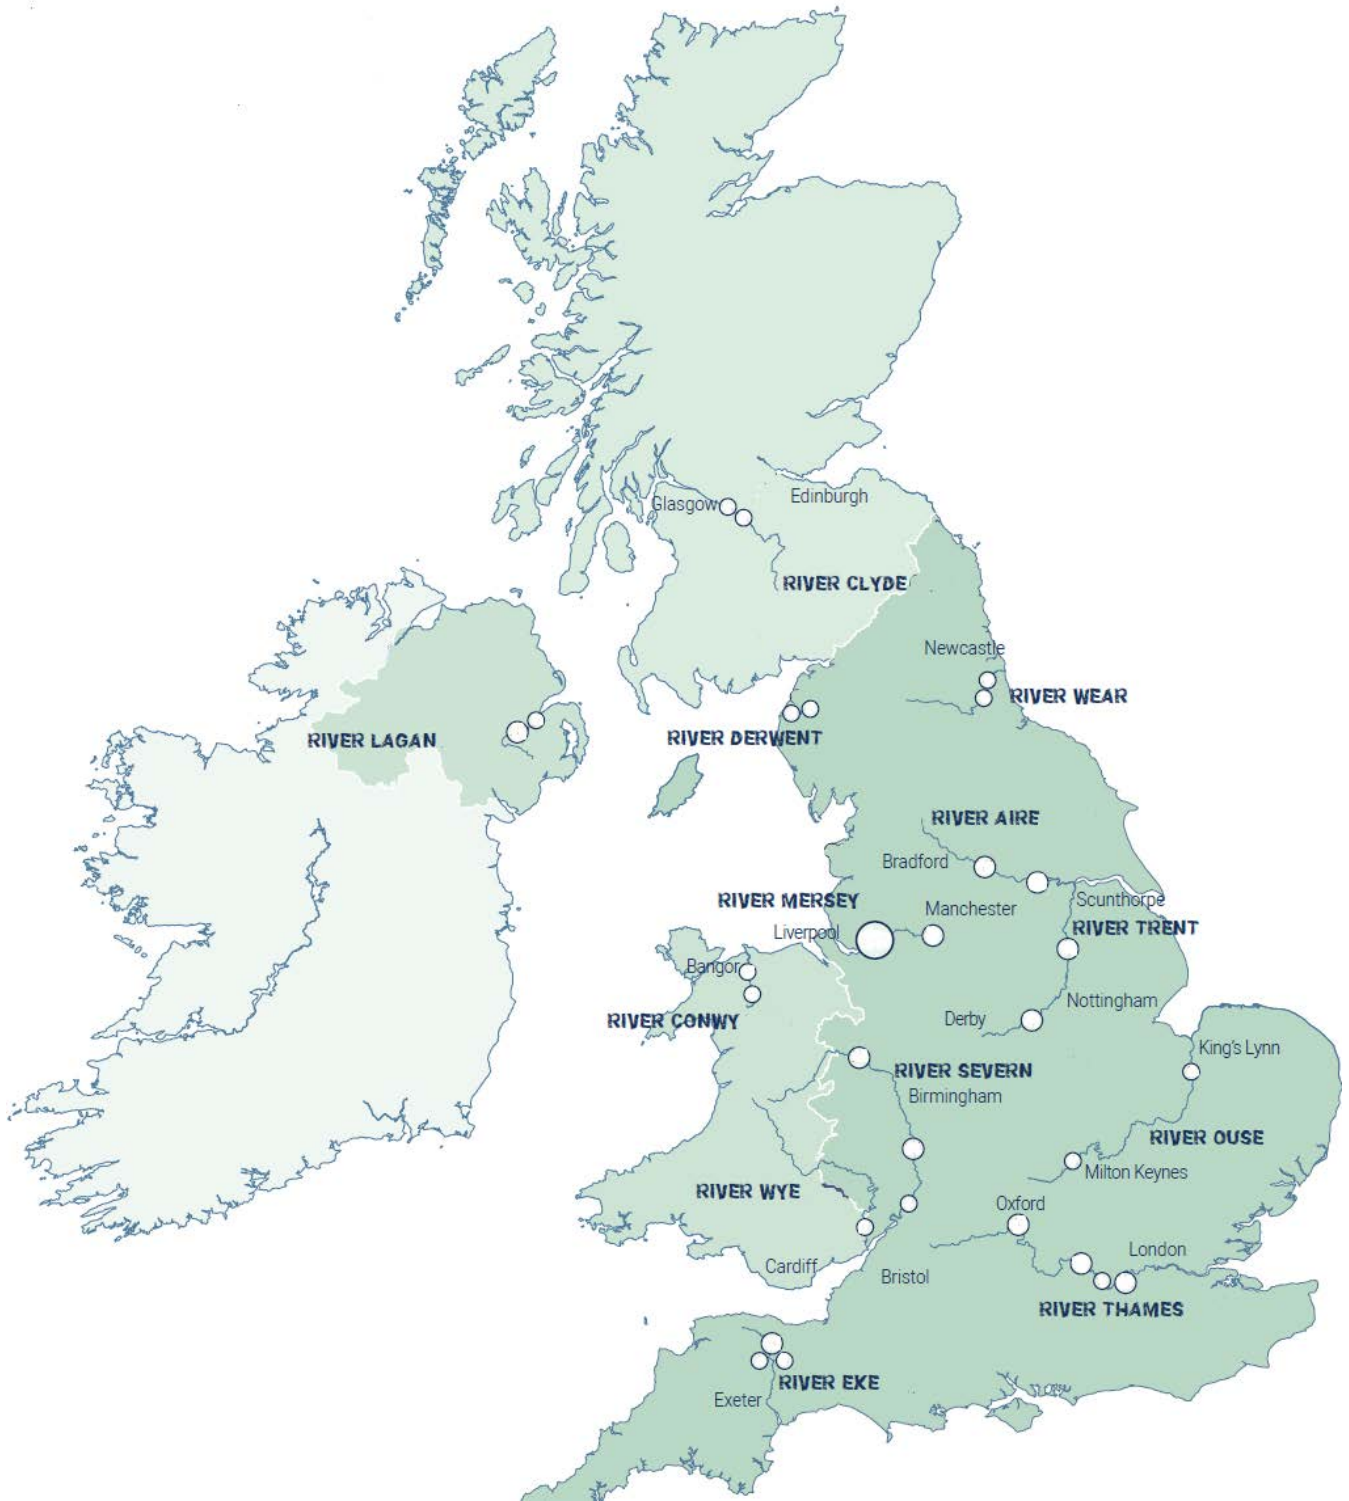 Glasgow
Edinburgh
RIVER CLYDE
Newcastle
RIVER WEAR
RIVER DERWENT
RIVER LAGAN
RIVER AIRE
Bradford
Scunthorpe
RIVER MERSEY
Manchester
RIVER TRENT
Liverpool
Bangor
Nottingham
RIVER CONWY
Derby
King's Lynn
RIVER SEVERN
Birmingham
RIVER OUSE
Milton Keynes
RIVER WYE
Oxford
London
Cardiff
Bristol
RIVER THAMES
RIVER EXE
Exeter